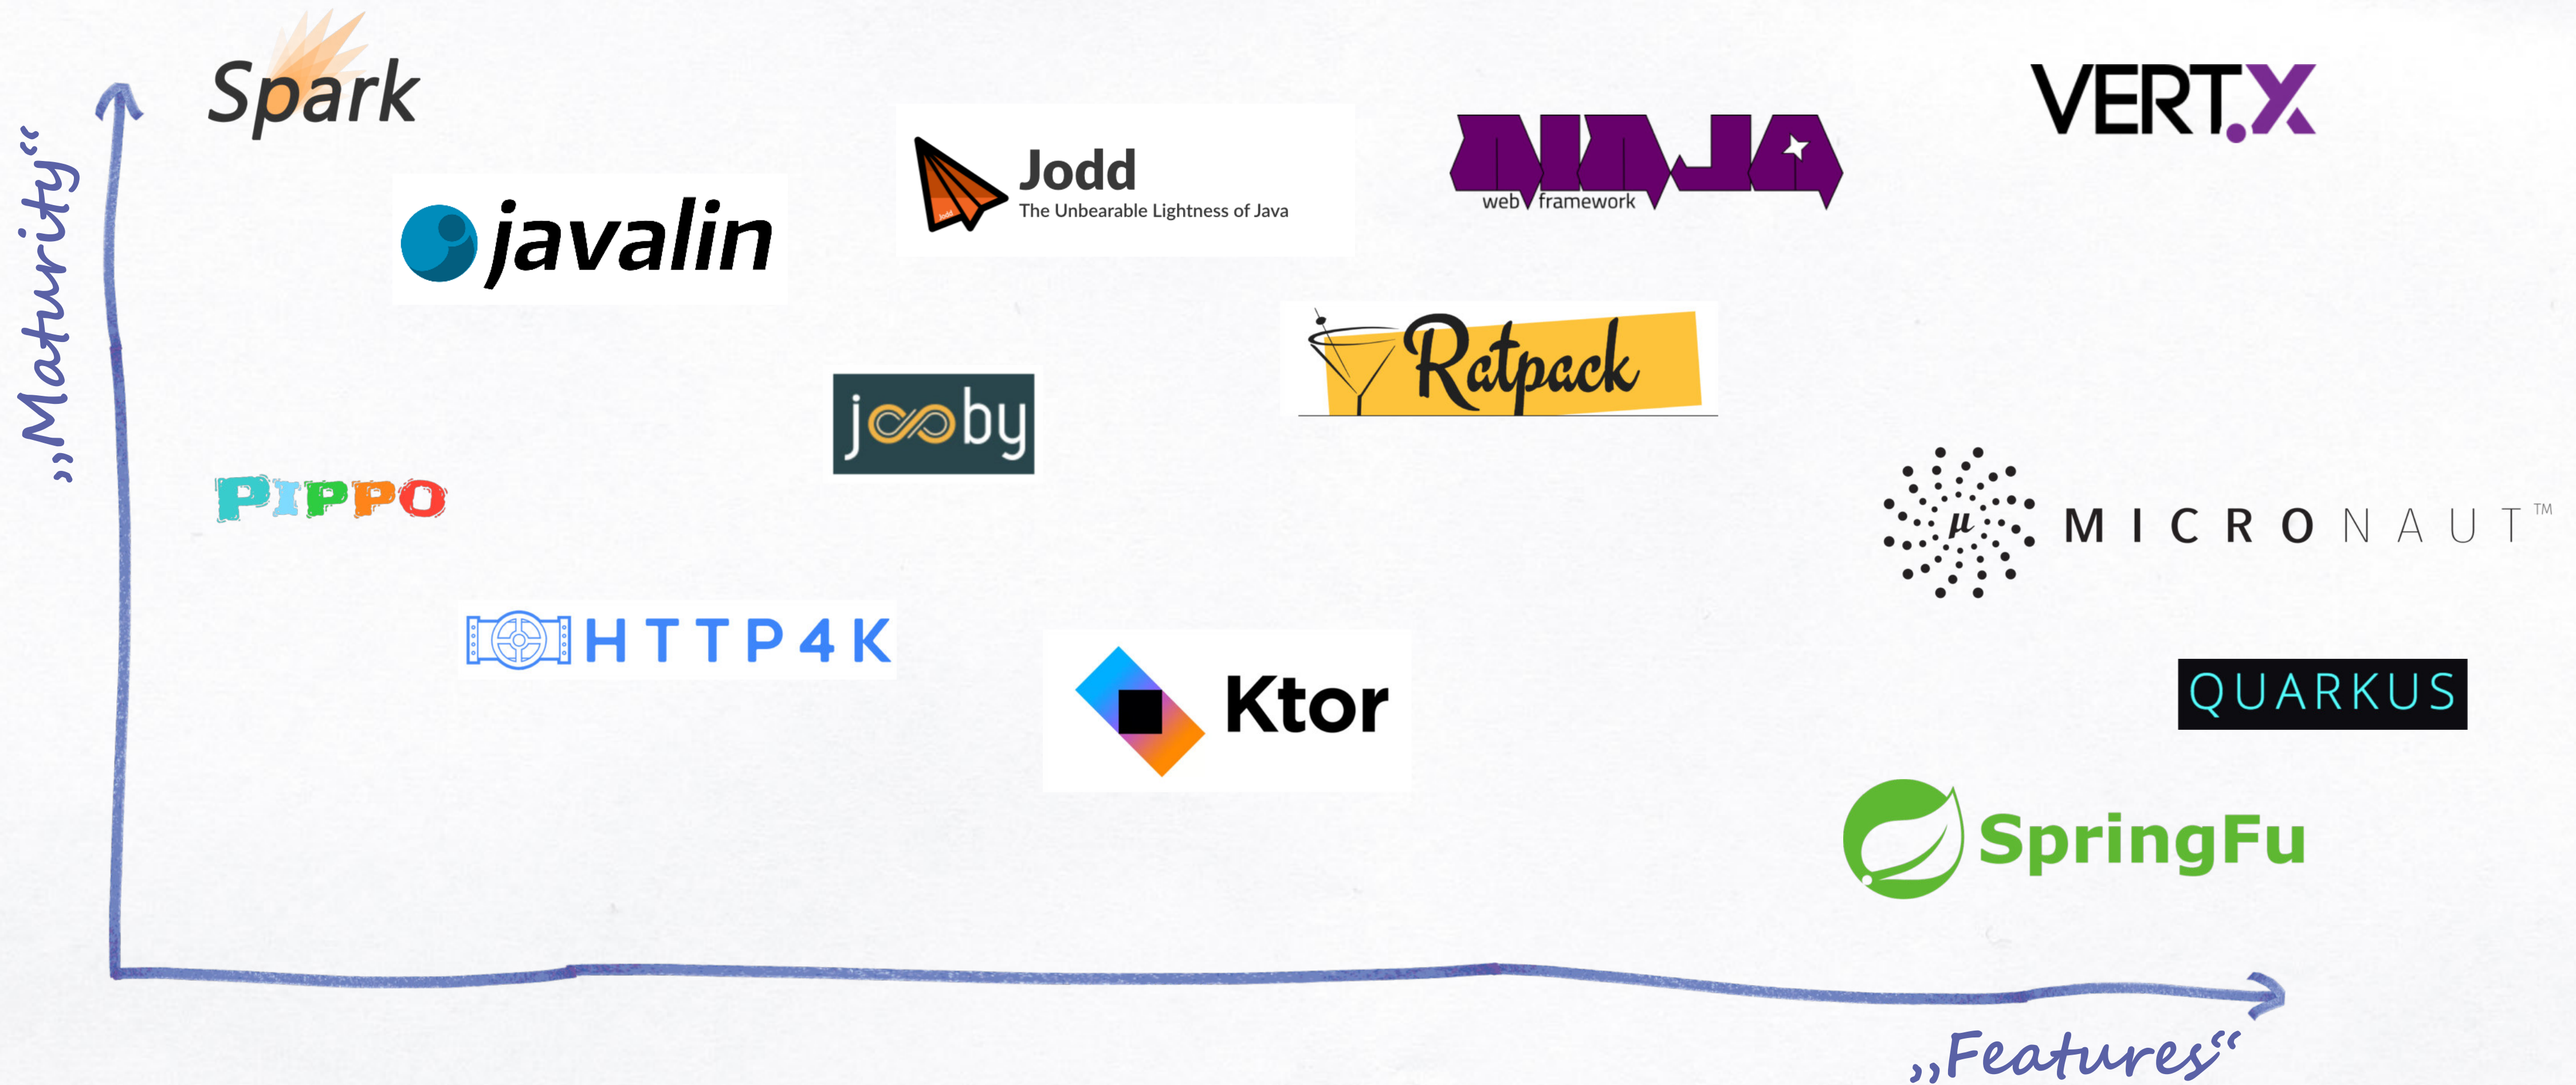 Spark
VERT.X
„Maturity“
NINJA
web framework
Jodd
Jodd
The Unbearable Lightness of Java
javalin
Ratpack
jooby
PIPPO
µ MICRONAUT™
HTTP4K
Ktor
QUARKUS
SpringFu
„Features“